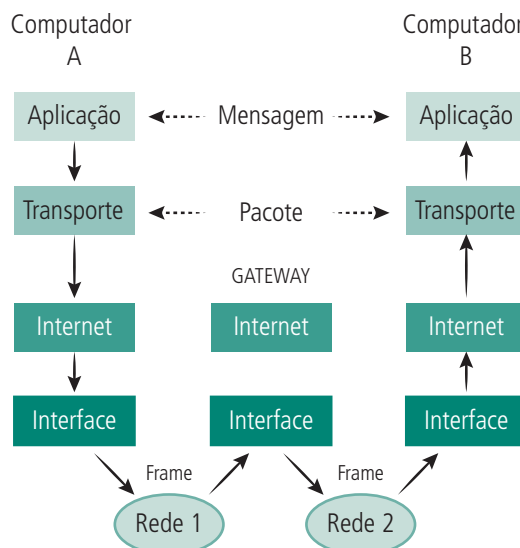 Computador A
Computador B
Aplicação
Mensagem
Aplicação
Transporte
Pacote
Transporte
GATEWAY
Internet
Internet
Internet
Interface
Interface
Interface
Frame
Frame
Rede 1
Rede 2